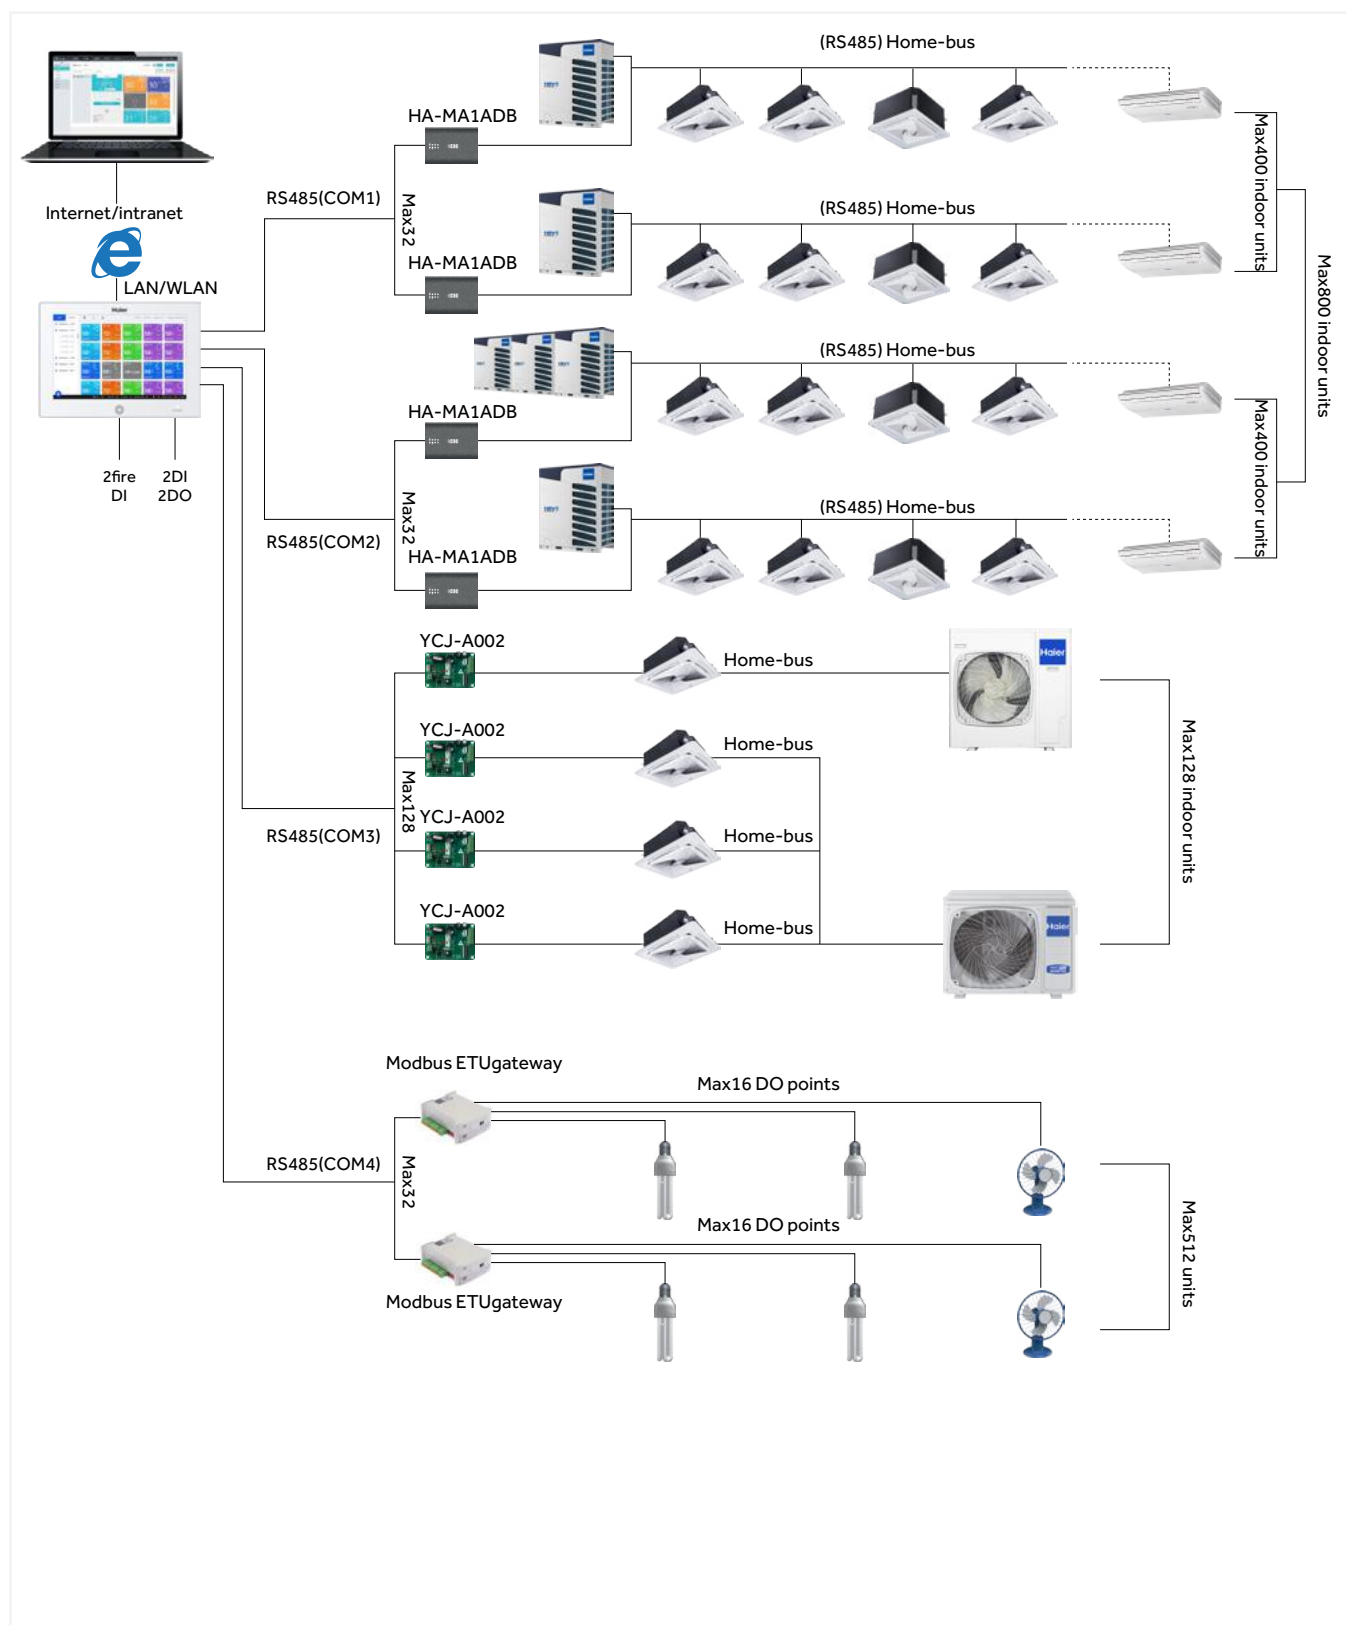 (RS485) Home-bus
HA-MA1ADB
Max400 indoor units
RS485(COM1)
Max32
Internet/intranet
(RS485) Home-bus
HA-MA1ADB
LAN/WLAN
Max800 indoor units
Haier
(RS485) Home-bus
HA-MA1ADB
Max400 indoor units
2fire
DI
2DI
2DO
Max32
(RS485) Home-bus
RS485(COM2)
HA-MA1ADB
YCJ-A002
Home-bus
Haier
YCJ-A002
Home-bus
Max128
Max128 indoor units
YCJ-A002
RS485(COM3)
Home-bus
YCJ-A002
Home-bus
Haier
Modbus ETUgateway
Max16 DO points
RS485(COM4)
Max32
Max16 DO points
Max512 units
Modbus ETUgateway